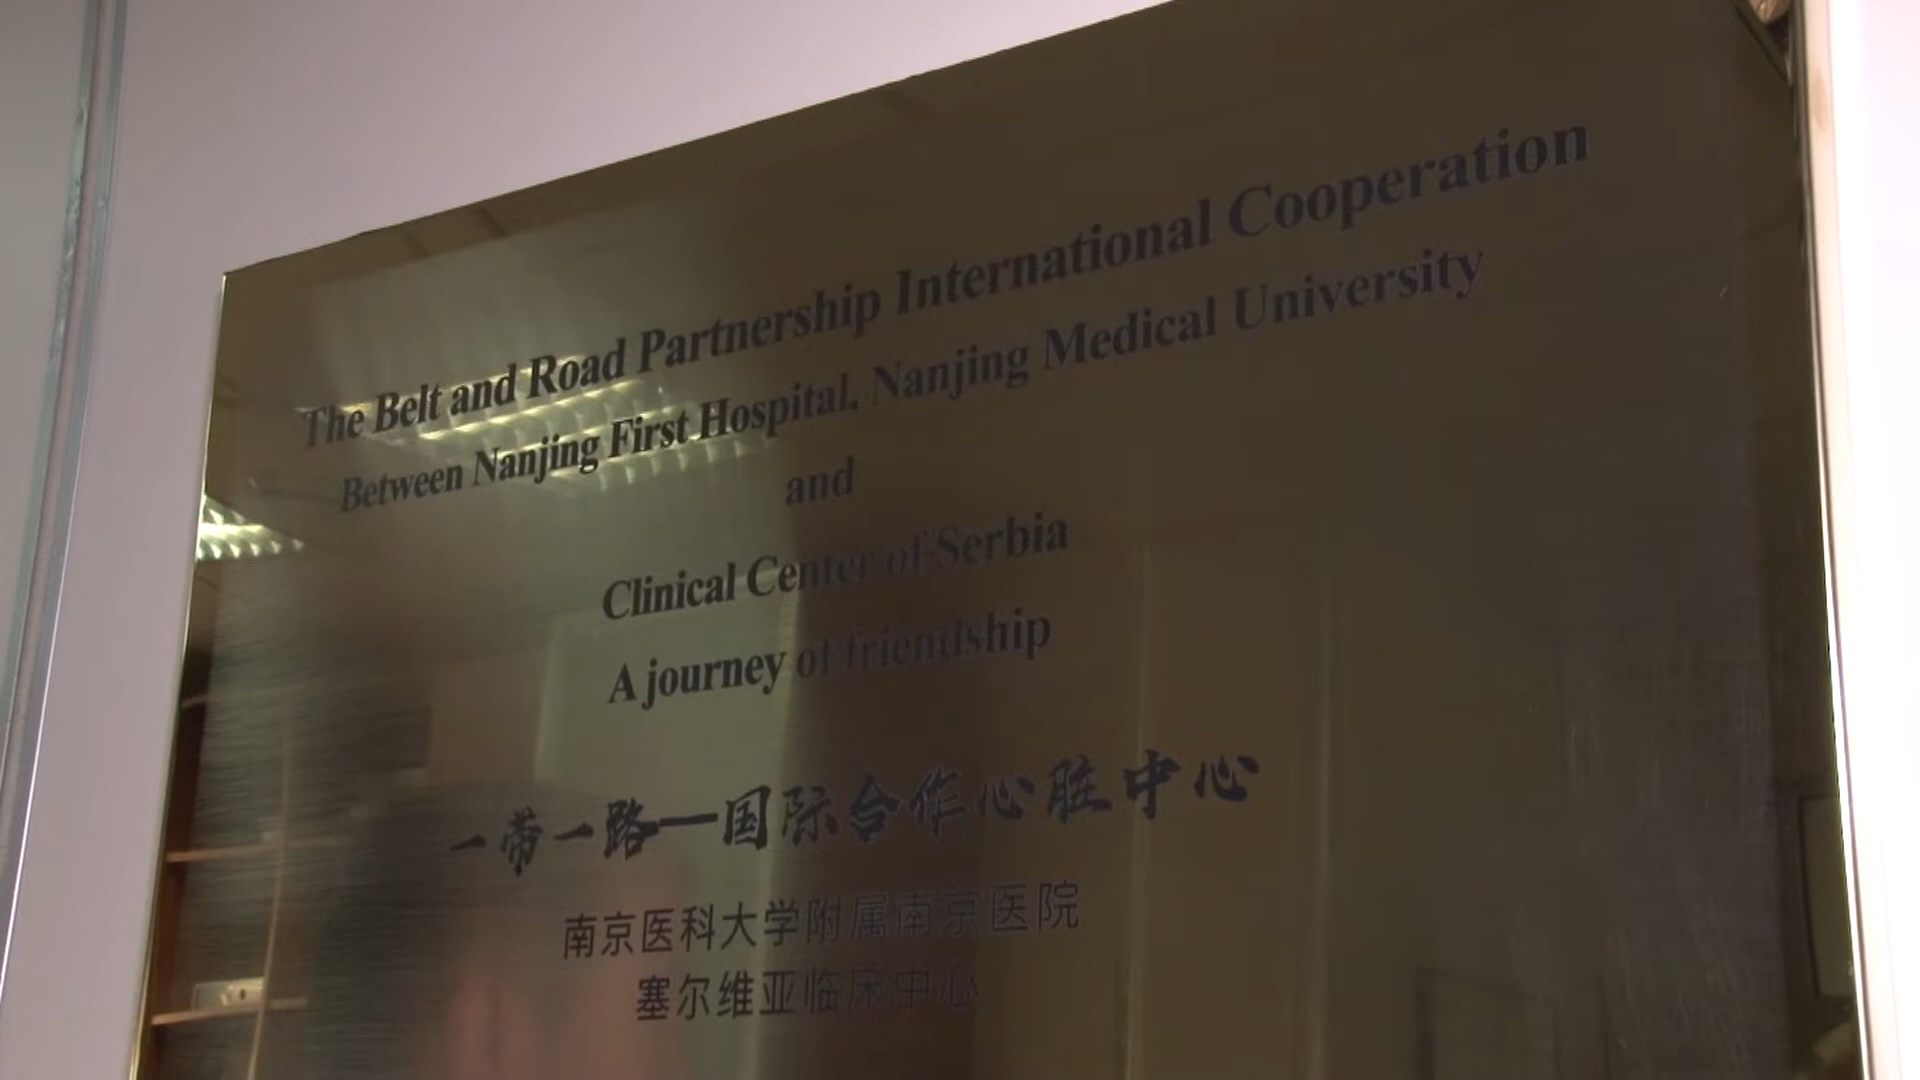 The Belt and Road Partnership International Cooperation
Between Nanjing First Hospital, Nanjing Medical University
and
Clinical Center of Serbia
A journey of friendship
一带一路—国际合作心脏中心
南京医科大学附属南京医院
塞尔维亚临床中心